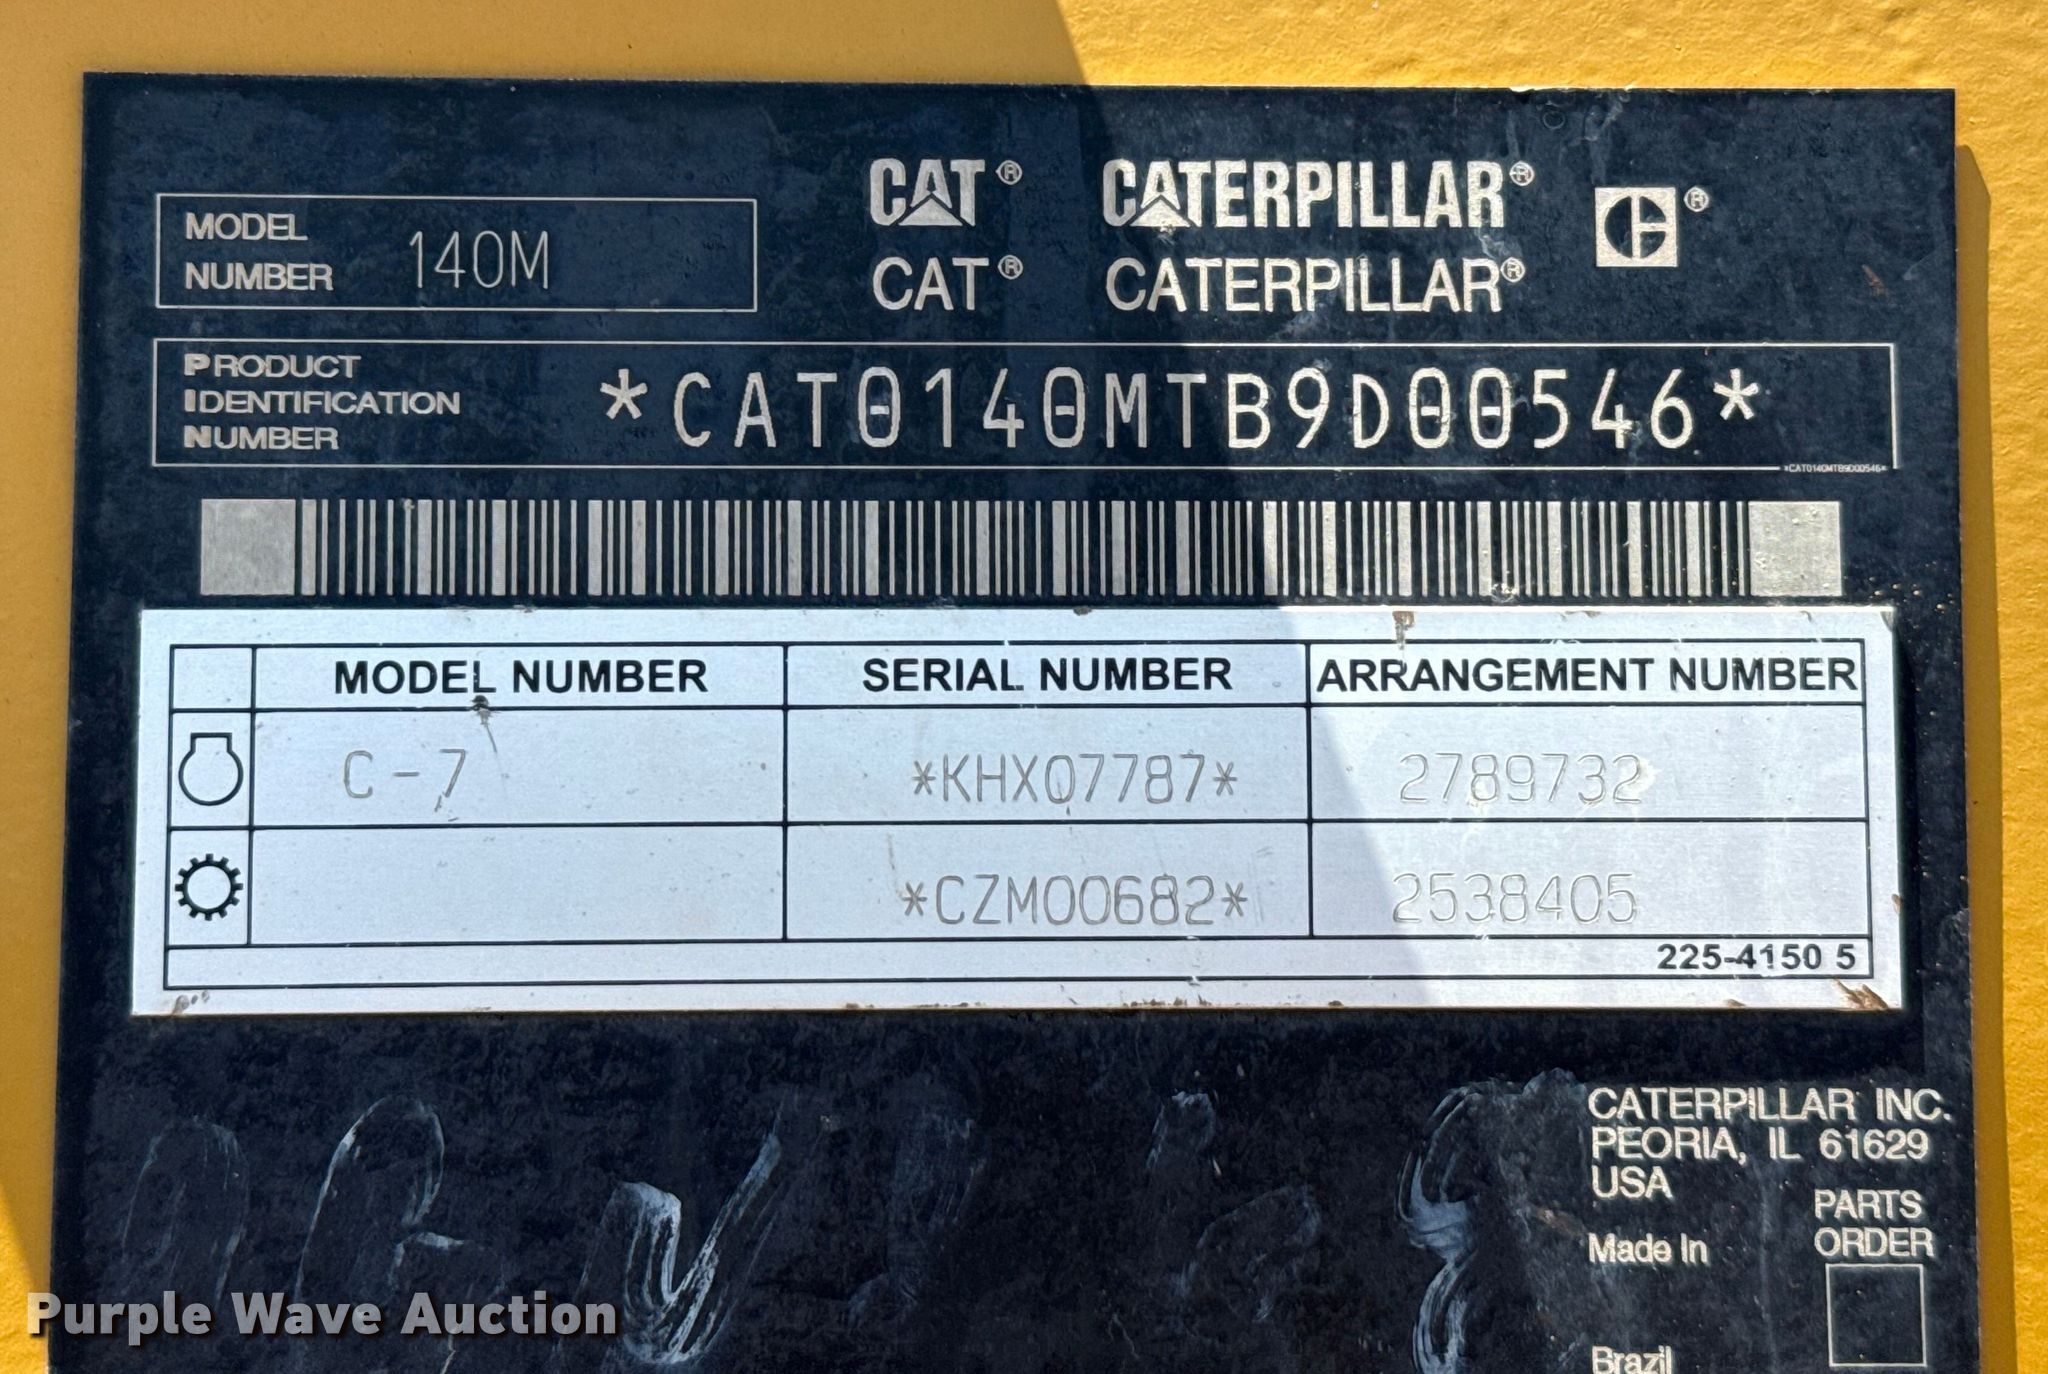 CAT® CATERPILLAR® ®
MODEL
NUMBER 140M
CAT® CATERPILLAR®
PRODUCT
IDENTIFICATION
NUMBER
*CAT0140MTB9D00546*
*CAT0140MTB9D00546*
MODEL NUMBER SERIAL NUMBER ARRANGEMENT NUMBER
C-7 *KHX07787* 2789732
*CZM00682* 2538405
225-4150 5
CATERPILLAR INC.
PEORIA, IL 61629
USA
PARTS
ORDER
Made In
Brazil
Purple Wave Auction